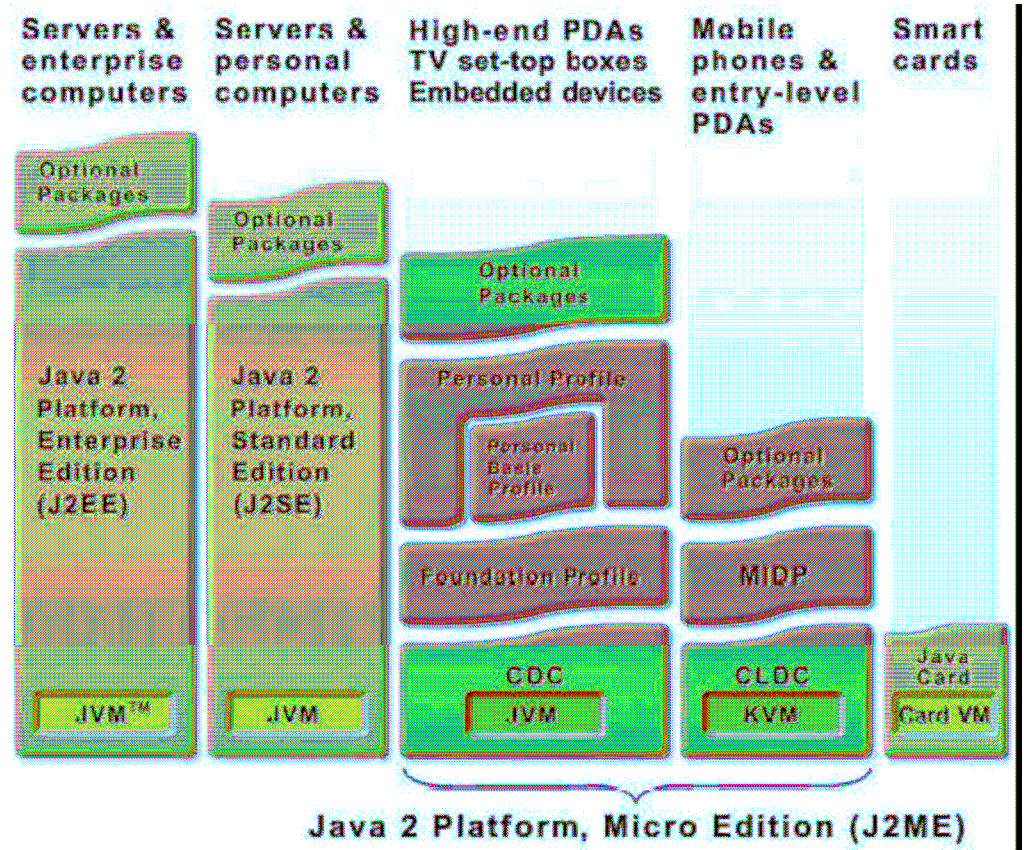 Servers &
enterprise
computers
Servers &
personal
computers
High-end PDAs
TV set-top boxes
Embedded devices
Mobile
phones &
entry-level
PDAs
Smart
cards
Optional
Packages
Java 2
Platform,
Enterprise
Edition
(J2EE)
JVM™
Optional
Packages
Java 2
Platform,
Standard
Edition
(J2SE)
JVM
Optional
Packages
Personal Profile
Personal
Basis
Profile
Foundation Profile
CDC
JVM
Optional
Packages
MIDP
CLDC
KVM
Java
Card
Card VM
Java 2 Platform, Micro Edition (J2ME)